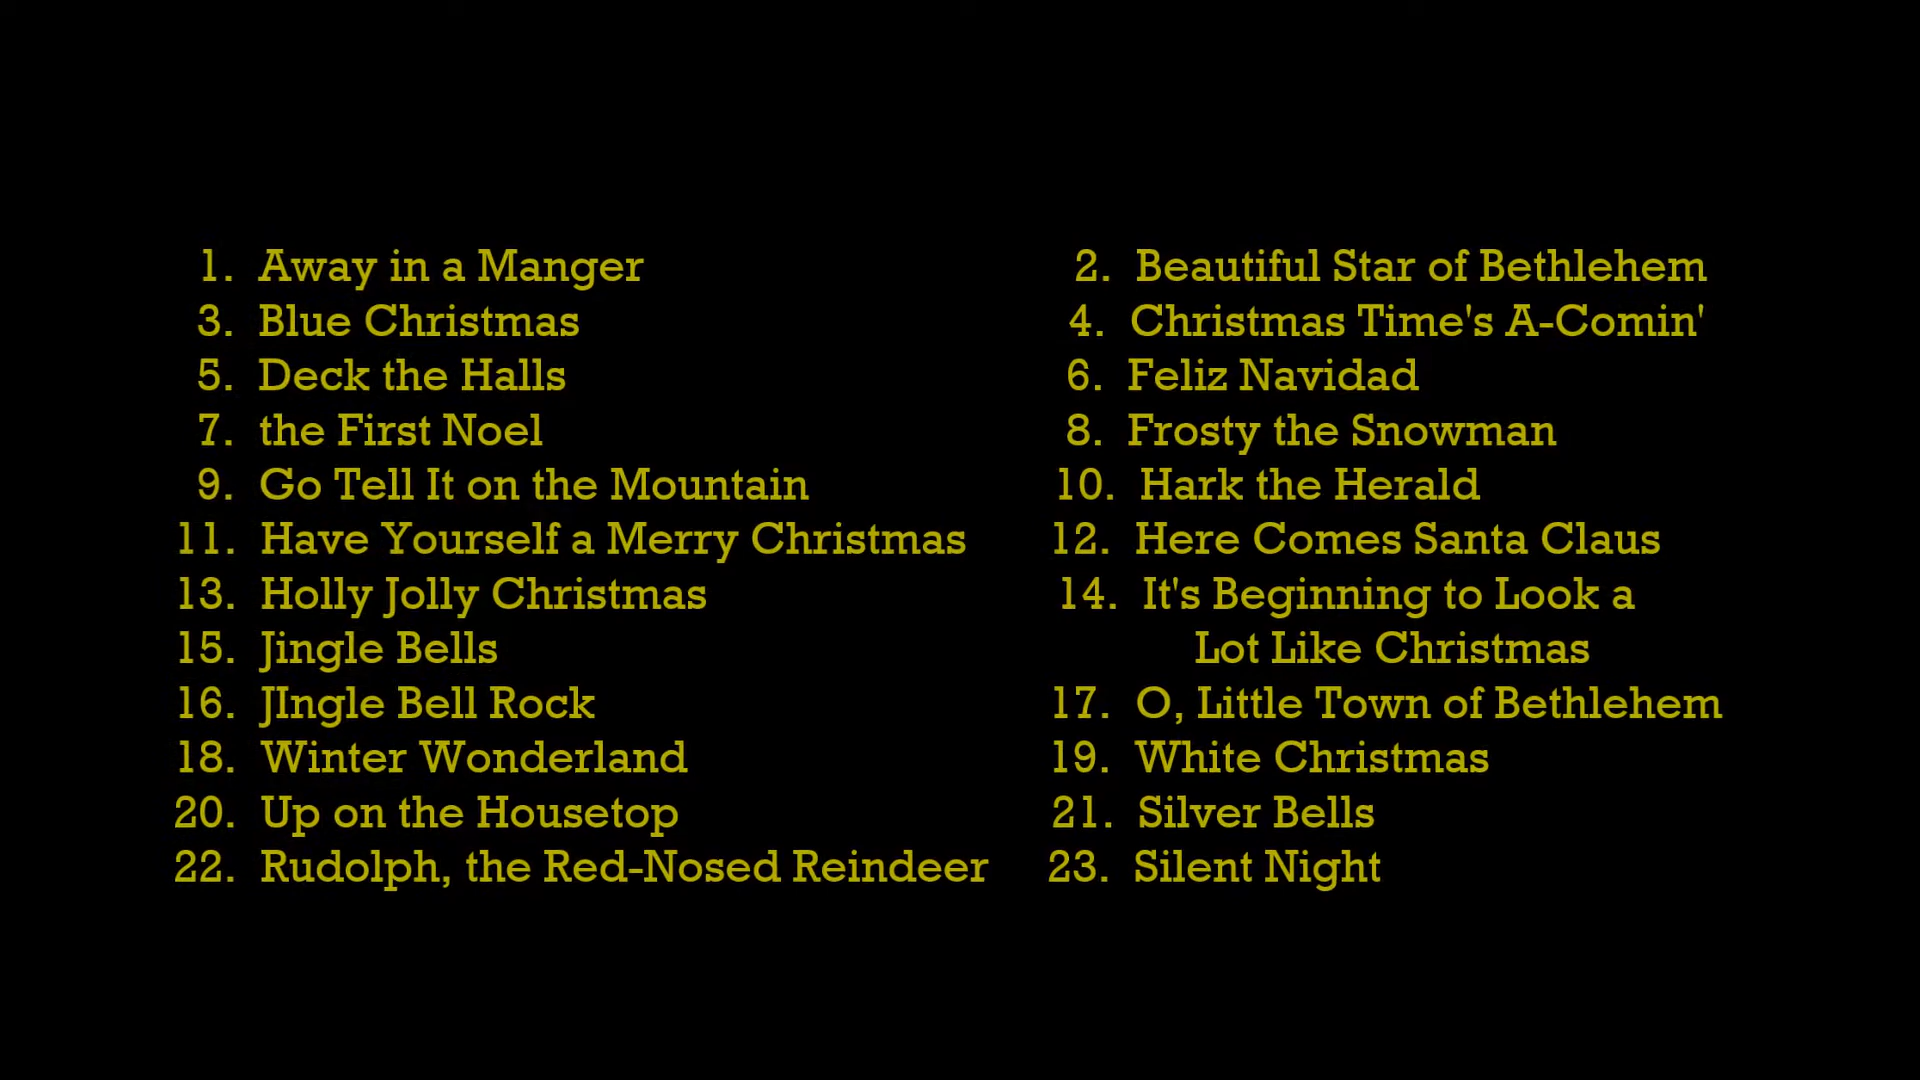 1. Away in a Manger
2. Beautiful Star of Bethlehem
3. Blue Christmas
4. Christmas Time's A-Comin'
5. Deck the Halls
6. Feliz Navidad
7. the First Noel
8. Frosty the Snowman
9. Go Tell It on the Mountain
10. Hark the Herald
11. Have Yourself a Merry Christmas
12. Here Comes Santa Claus
13. Holly Jolly Christmas
14. It's Beginning to Look a
Lot Like Christmas
15. Jingle Bells
16. JIngle Bell Rock
17. O, Little Town of Bethlehem
18. Winter Wonderland
19. White Christmas
20. Up on the Housetop
21. Silver Bells
22. Rudolph, the Red-Nosed Reindeer
23. Silent Night